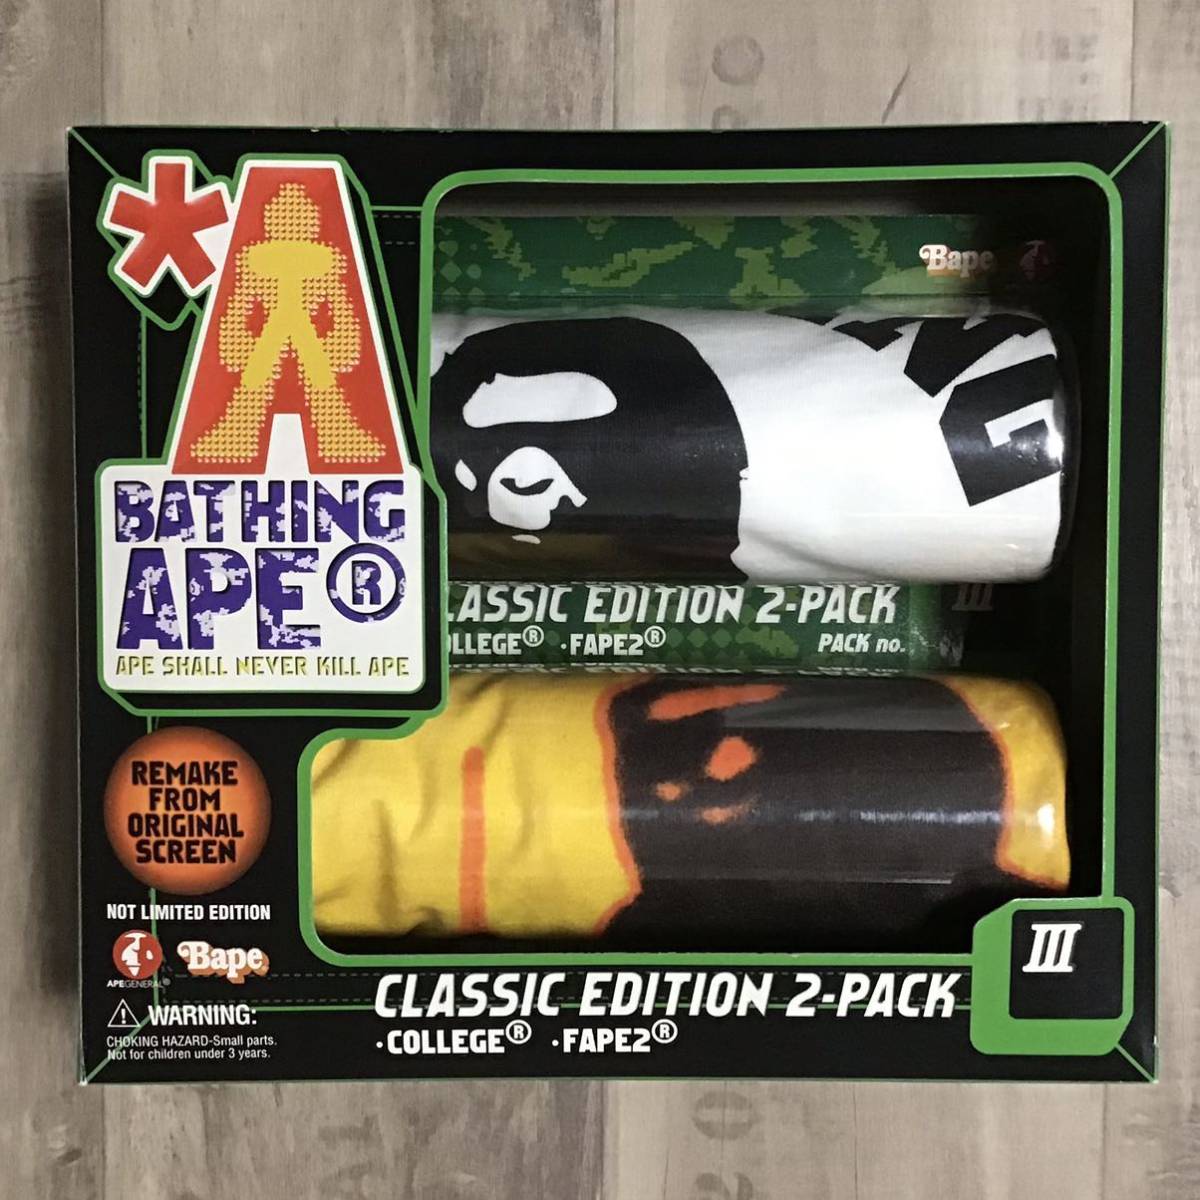 *A
BATHING
APE®
APE SHALL NEVER KILL APE
Bape
CLASSIC EDITION 2-PACK
COLLEGE® ·FAPE2®
PACK no.
III
REMAKE
FROM
ORIGINAL
SCREEN
NOT LIMITED EDITION
Bape
APEGENERAL®
WARNING:
CHOKING HAZARD-Small parts.
Not for children under 3 years.
III
CLASSIC EDITION 2-PACK
·COLLEGE® ·FAPE2®